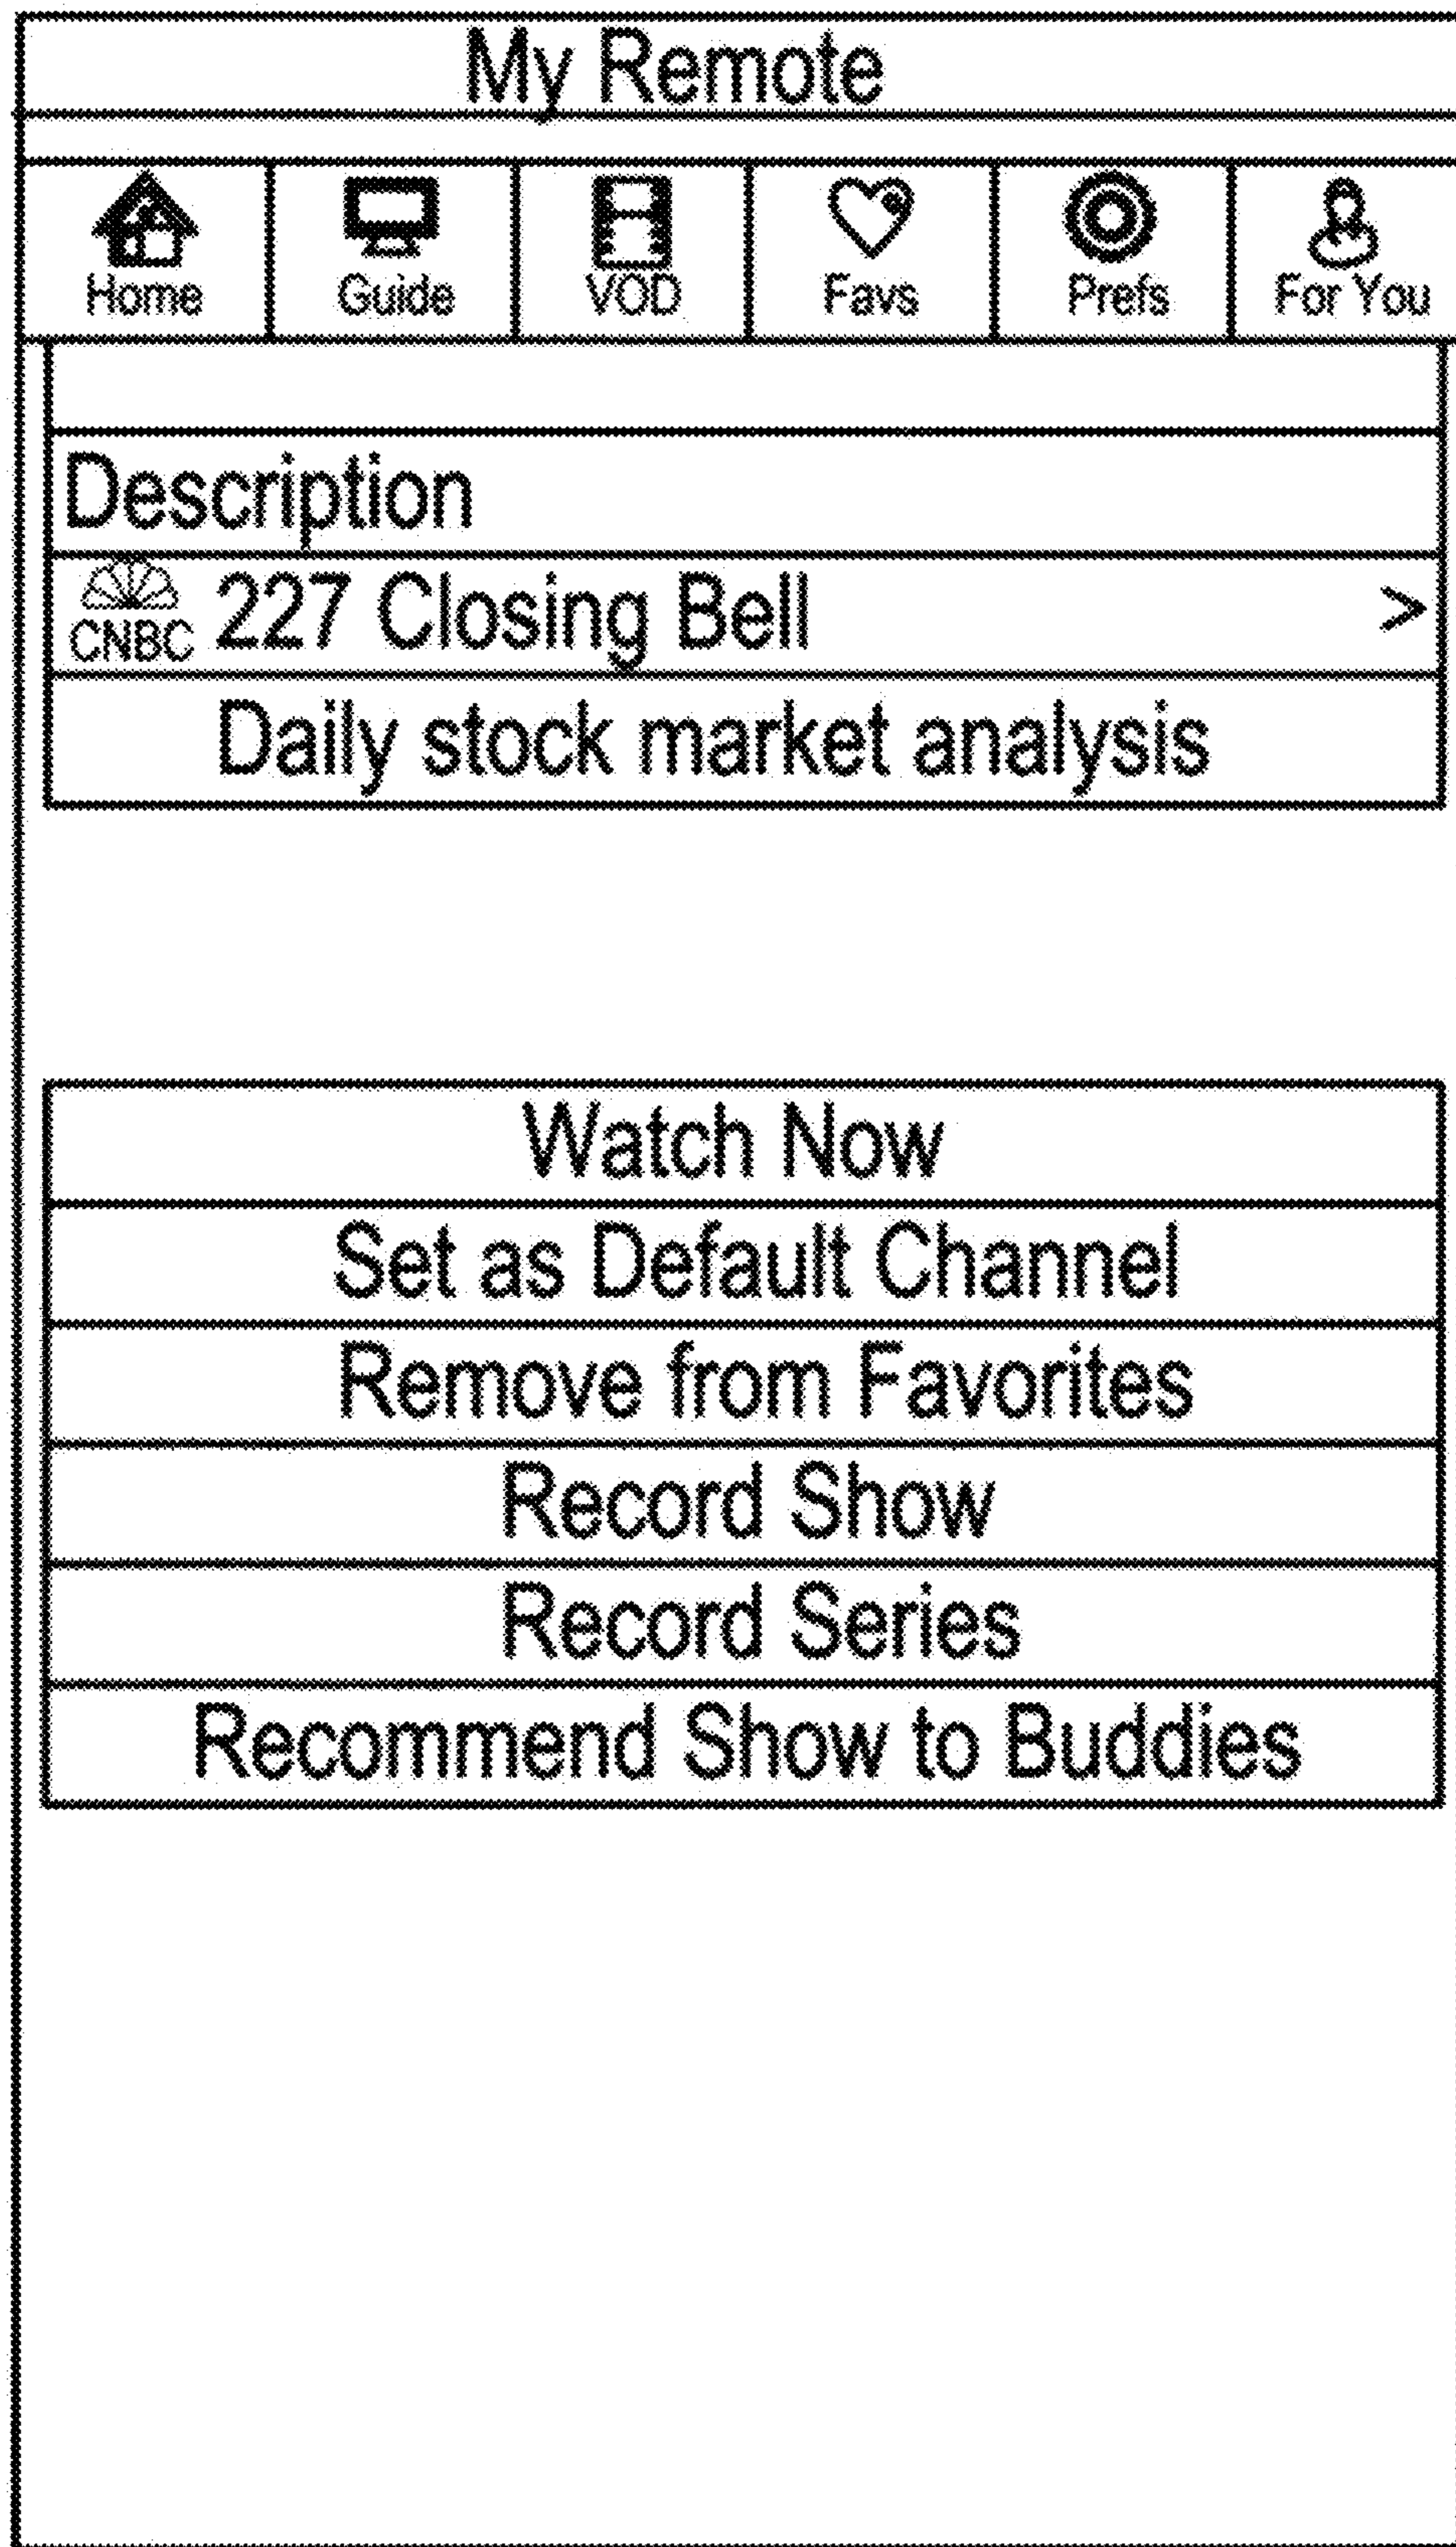 My Remote
Home Guide VOD Favs Prefs For You
Description
CNBC 227 Closing Bell >
Daily stock market analysis
Watch Now
Set as Default Channel
Remove from Favorites
Record Show
Record Series
Recommend Show to Buddies